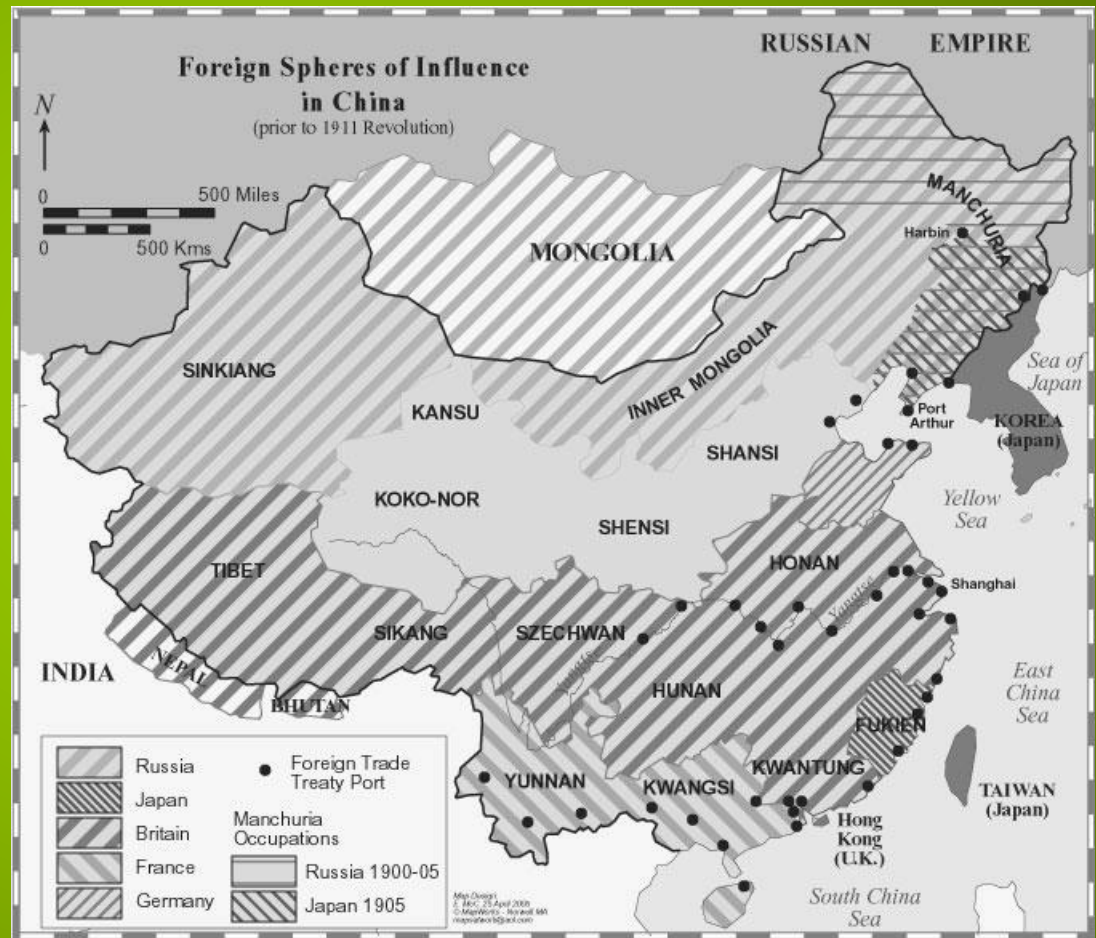 Foreign Spheres of Influence
in China
(prior to 1911 Revolution)
RUSSIAN EMPIRE
N
0 500 Miles
0 500 Kms
MONGOLIA
MANCHURIA
Harbin
SINKIANG
INNER MONGOLIA
KANSU
Sea of
Japan
Port
Arthur
KOREA
(Japan)
SHANSI
KOKO-NOR
Yellow
Sea
SHENSI
HONAN
TIBET
Shanghai
Yangtse
SIKANG
SZECHWAN
Yangtse
INDIA
NEPAL
BHUTAN
HUNAN
East
China
Sea
FUKIEN
YUNNAN
KWANGSI
KWANTUNG
TAIWAN
(Japan)
Hong
Kong
(U.K.)
South China
Sea
Russia
Japan
Britain
France
Germany
Foreign Trade
Treaty Port
Manchuria
Occupations
Russia 1900-05
Japan 1905
Map Design